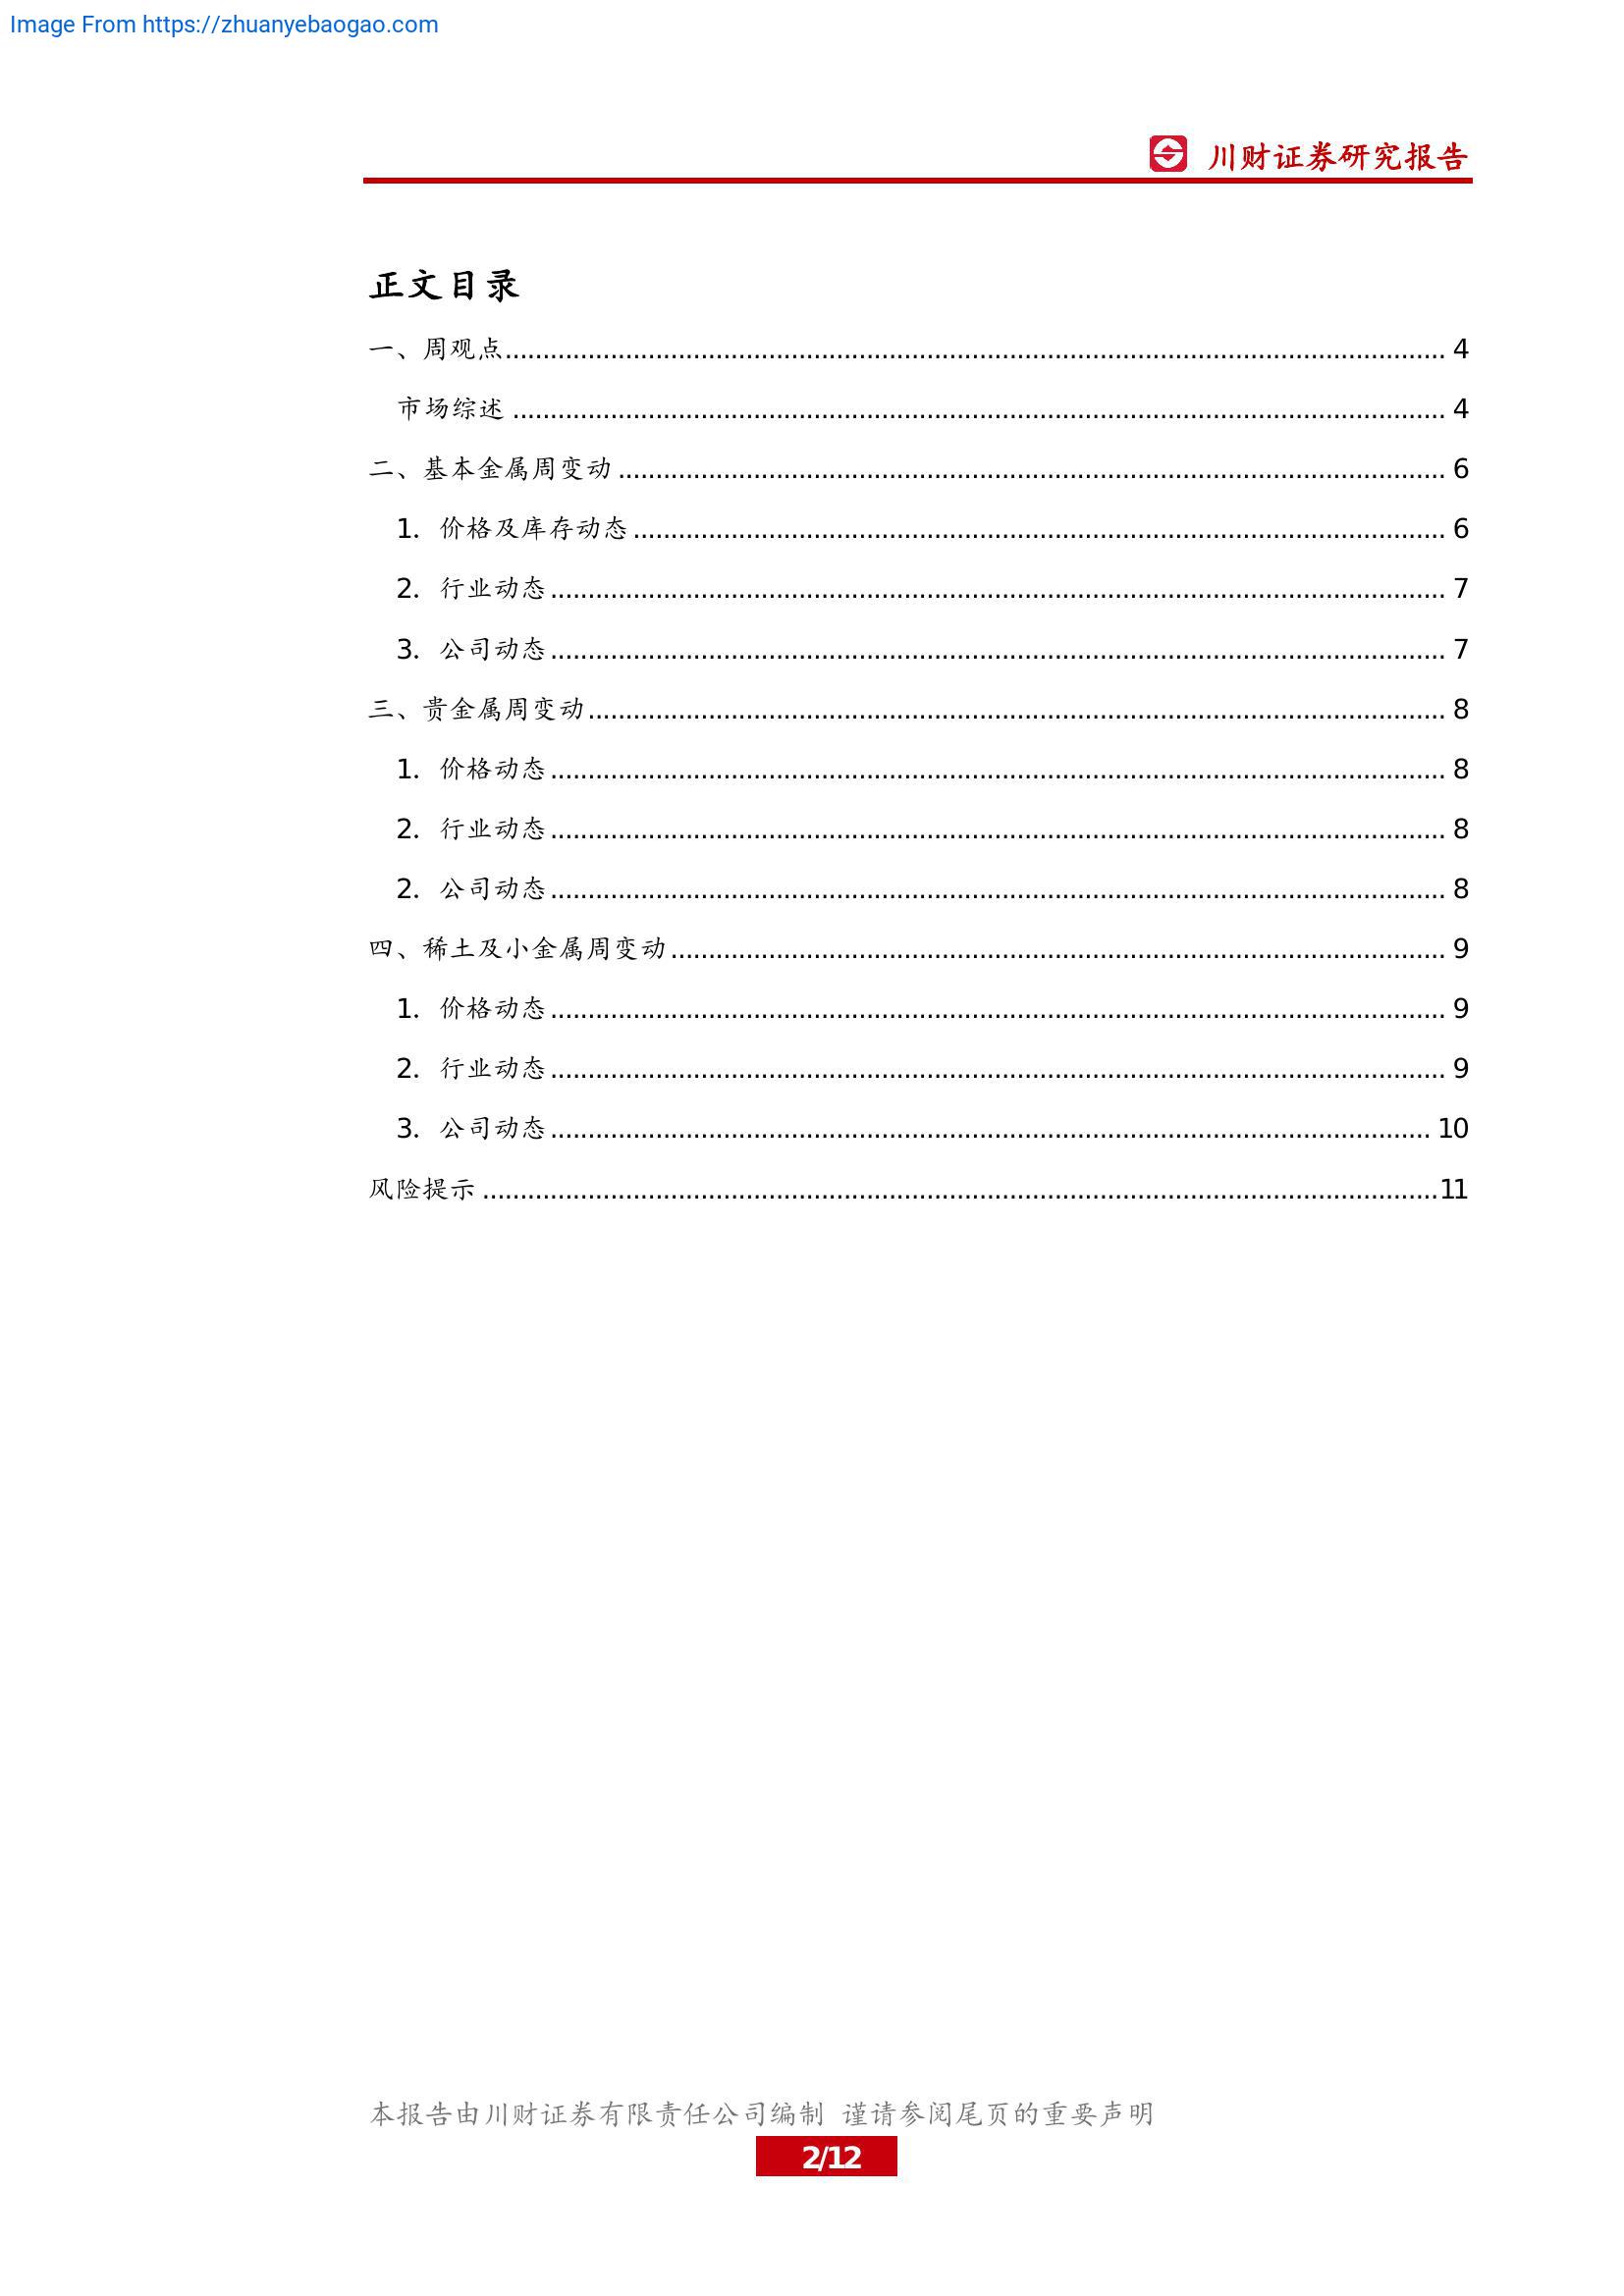 Image From https://zhuanyebaogao.com
川财证券研究报告
正文目录
一、周观点 4
市场综述 4
二、基本金属周变动 6
1. 价格及库存动态 6
2. 行业动态 7
3. 公司动态 7
三、贵金属周变动 8
1. 价格动态 8
2. 行业动态 8
2. 公司动态 8
四、稀土及小金属周变动 9
1. 价格动态 9
2. 行业动态 9
3. 公司动态 10
风险提示 11
本报告由川财证券有限责任公司编制 谨请参阅尾页的重要声明
2/12